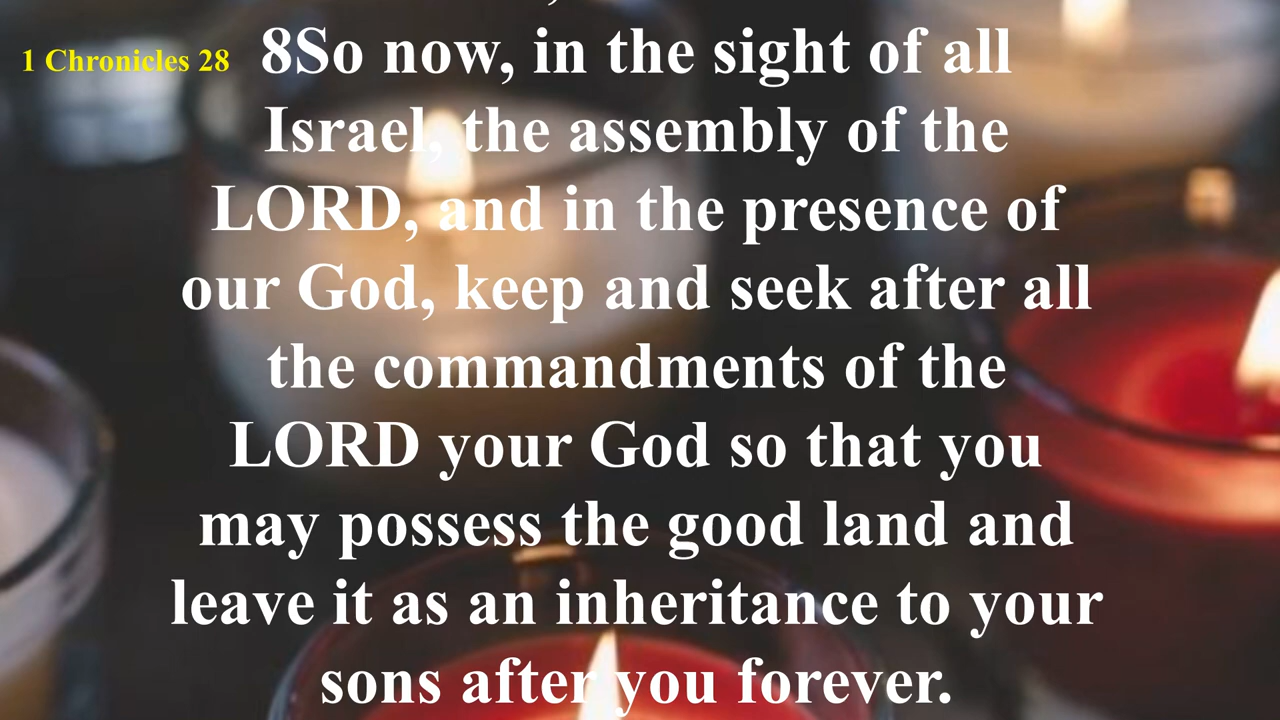 1 Chronicles 28
8So now, in the sight of all
Israel, the assembly of the
LORD, and in the presence of
our God, keep and seek after all
the commandments of the
LORD your God so that you
may possess the good land and
leave it as an inheritance to your
sons after you forever.